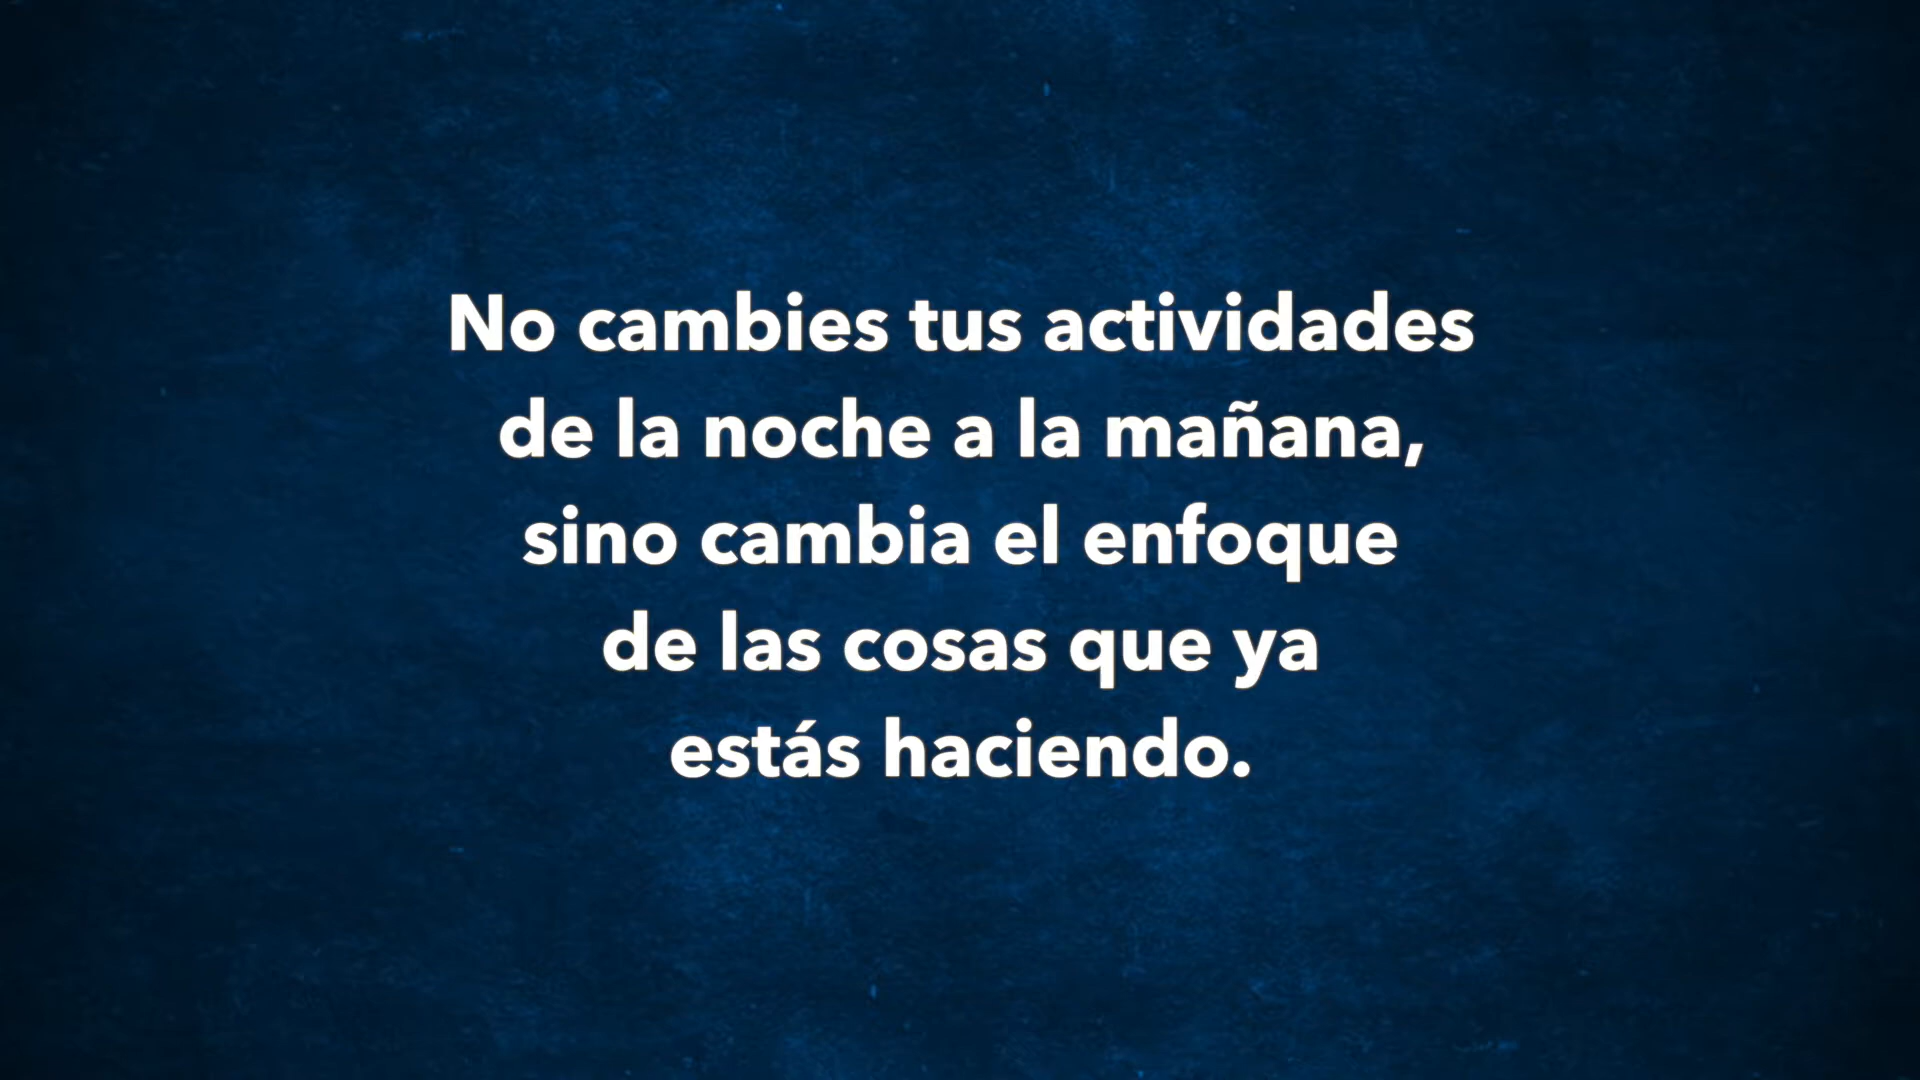 No cambies tus actividades
de la noche a la mañana,
sino cambia el enfoque
de las cosas que ya
estás haciendo.